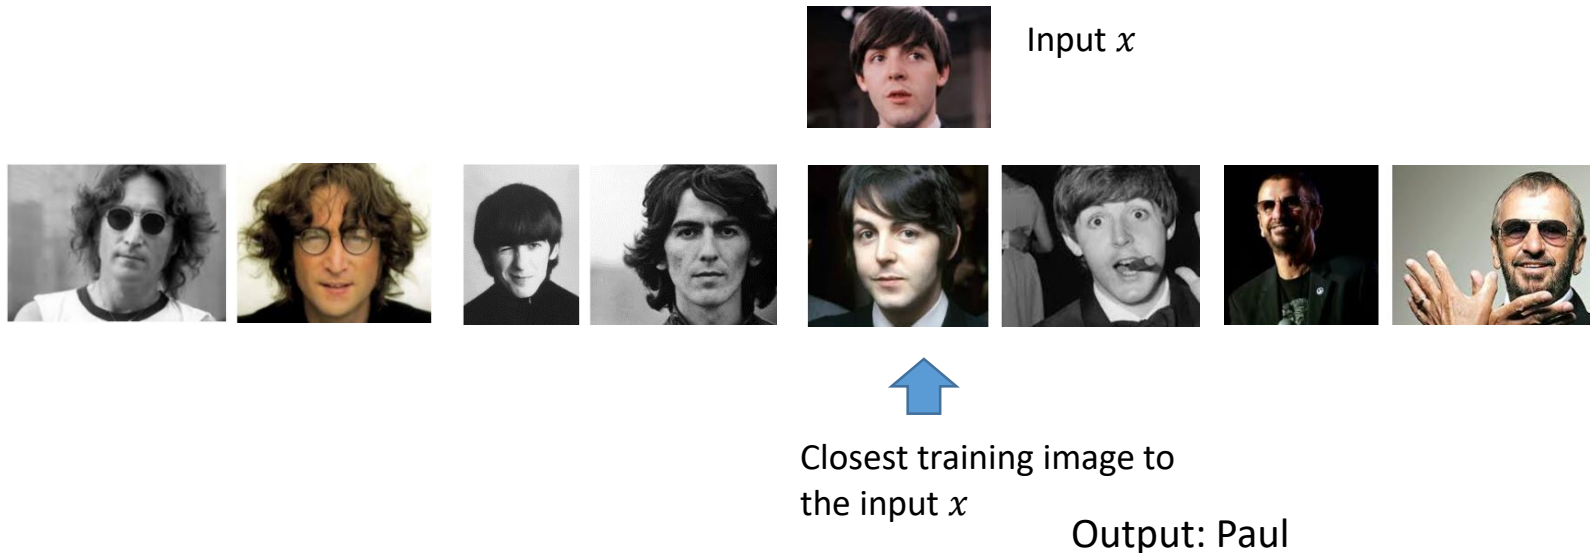 Input 𝑥
Closest training image to
the input 𝑥
Output: Paul